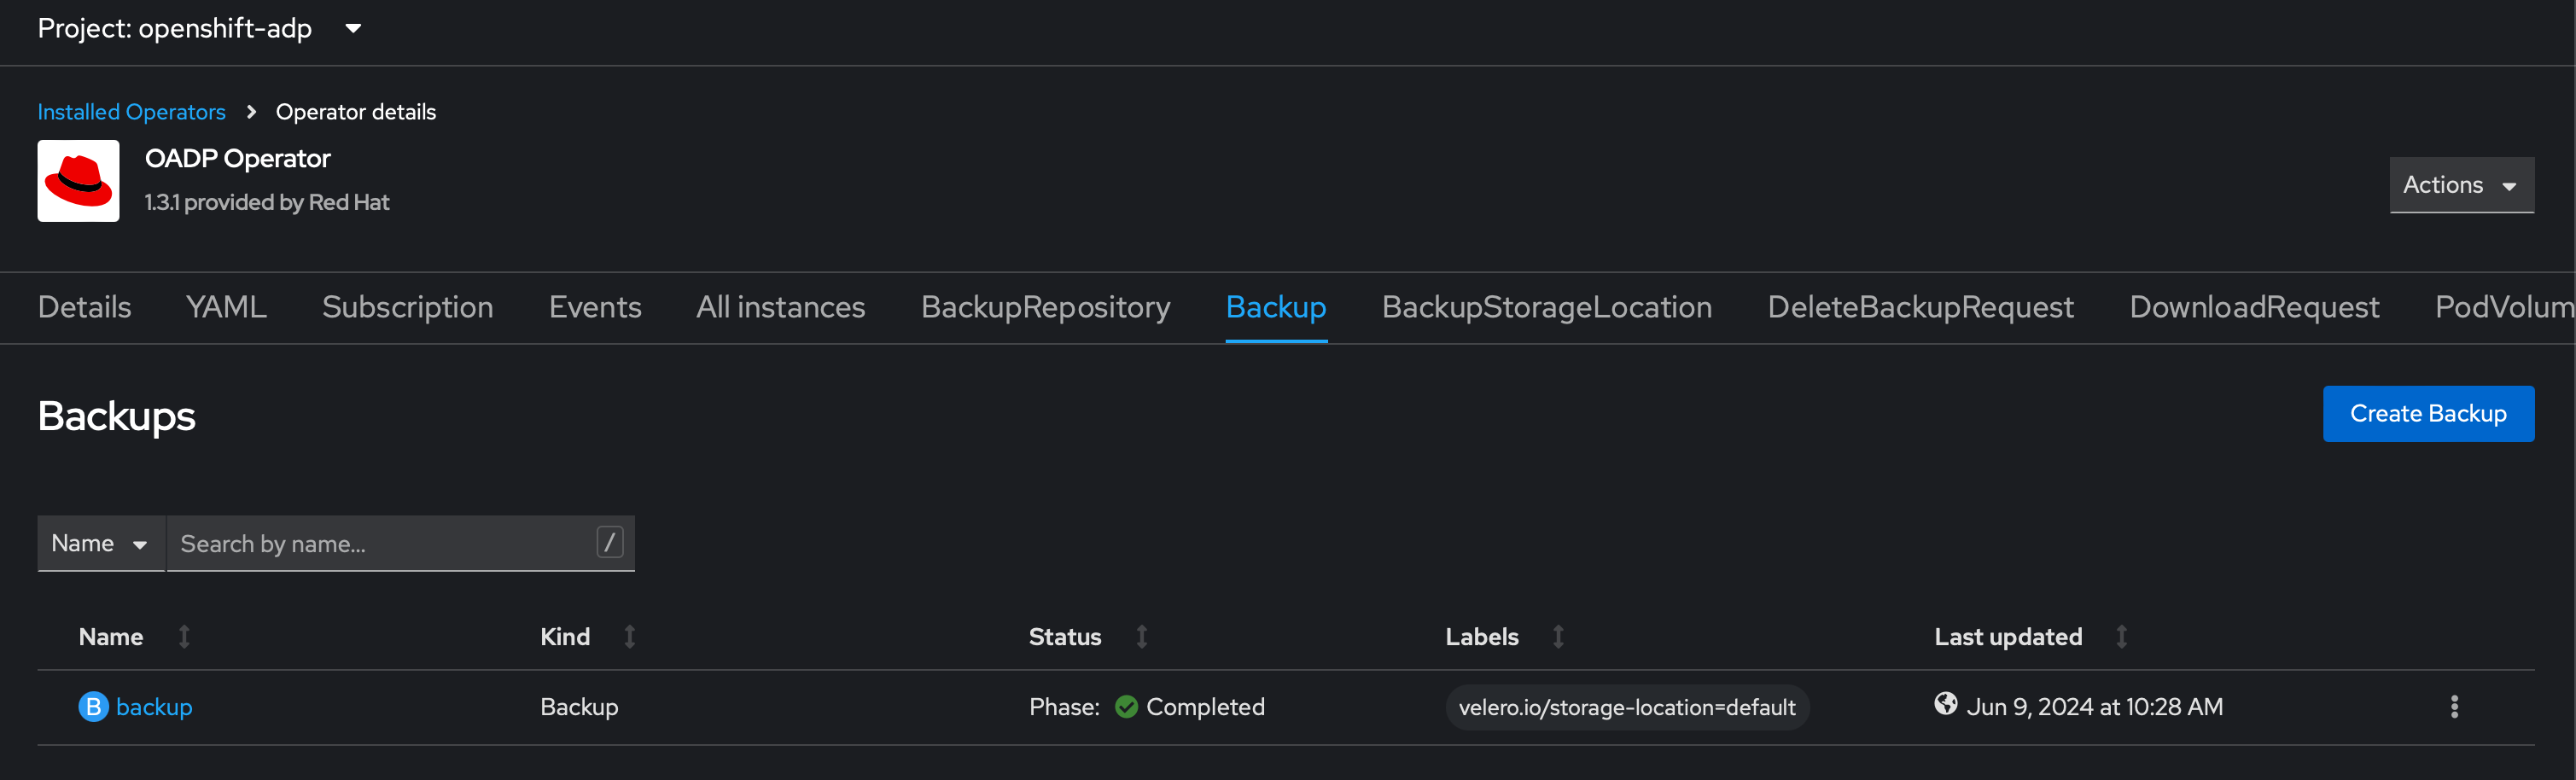 Project: openshift-adp
Installed Operators > Operator details
OADP Operator
1.3.1 provided by Red Hat
Actions
Details YAML Subscription Events All instances BackupRepository Backup BackupStorageLocation DeleteBackupRequest DownloadRequest PodVolum
Backups
Create Backup
Name Search by name... /
Name Kind Status Labels Last updated
B backup Backup Phase: Completed velero.io/storage-location=default Jun 9, 2024 at 10:28 AM